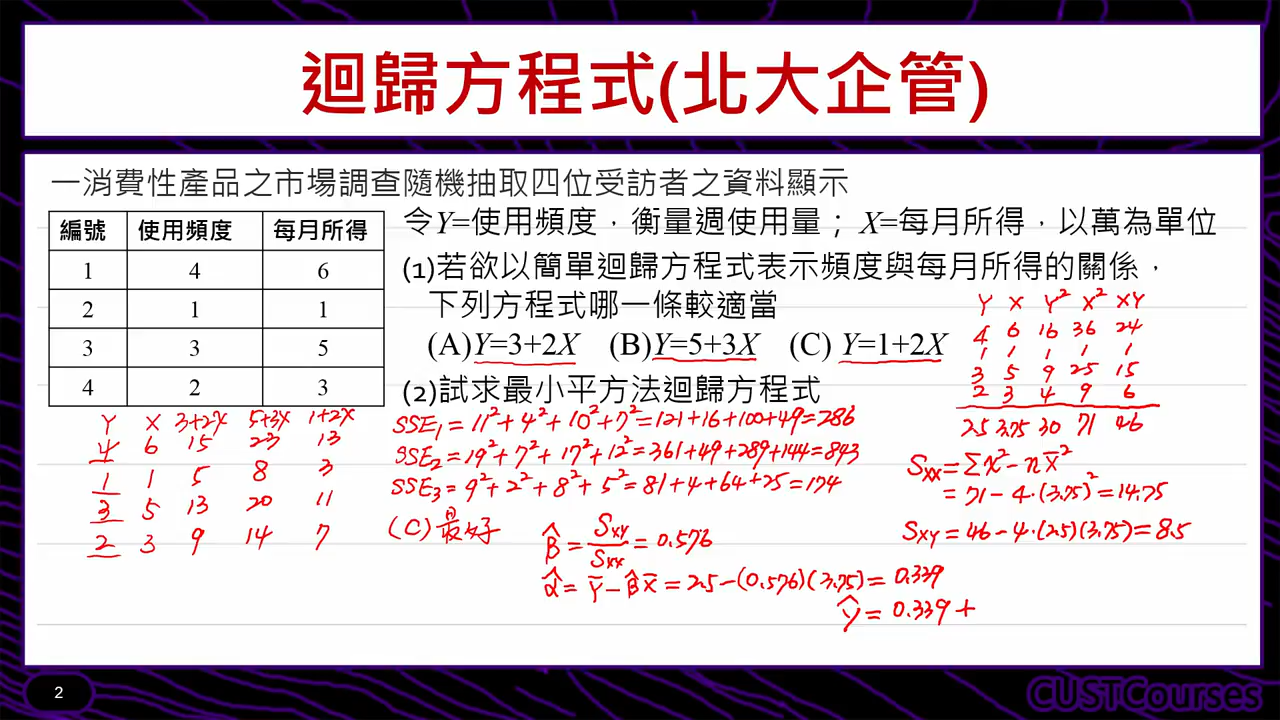 迴歸方程式(北大企管)
一消費性產品之市場調查隨機抽取四位受訪者之資料顯示
編號 使用頻度 每月所得
1 4 6
2 1 1
3 3 5
4 2 3
令Y=使用頻度，衡量週使用量；X=每月所得，以萬為單位
(1)若欲以簡單迴歸方程式表示頻度與每月所得的關係，
下列方程式哪一條較適當
(A)Y=3+2X (B)Y=5+3X (C) Y=1+2X
(2)試求最小平方法迴歸方程式
Y X 3+2X 5+3X 1+2X
4 6 15 23 13
1 1 5 8 3
3 5 13 20 11
2 3 9 14 7
SSE₁= 11²+4²+10²+7²=121+16+100+49=286
SSE₂= 19²+7²+17²+12²=361+49+289+144=843
SSE₃= 9²+2²+8²+5²=81+4+64+25=174
(C)最好
Y X Y² X² XY
4 6 16 36 24
1 1 1 1 1
3 5 9 25 15
2 3 4 9 6
2.5 3.75 30 71 46
Sxx=Σx²-nx̄²
=71-4·(3.75)²=14.75
Sxy=46-4·(2.5)(3.75)=8.5
β̂=Sxy/Sxx=0.576
α̂=Ȳ-β̂X̄=2.5-(0.576)(3.75)=0.339
ŷ=0.339+
2
CUSTCourses